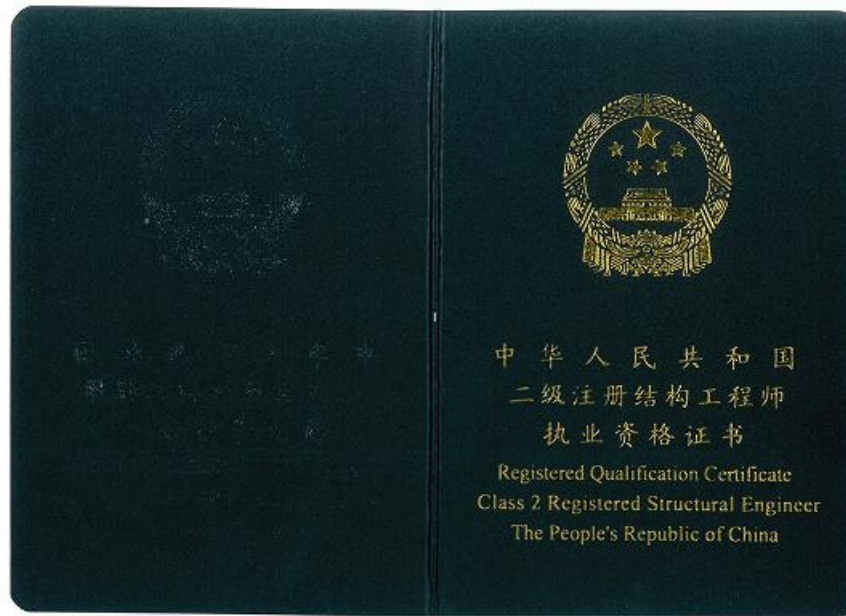 中华人民共和国
二级注册结构工程师
执业资格证书
Registered Qualification Certificate
Class 2 Registered Structural Engineer
The People's Republic of China